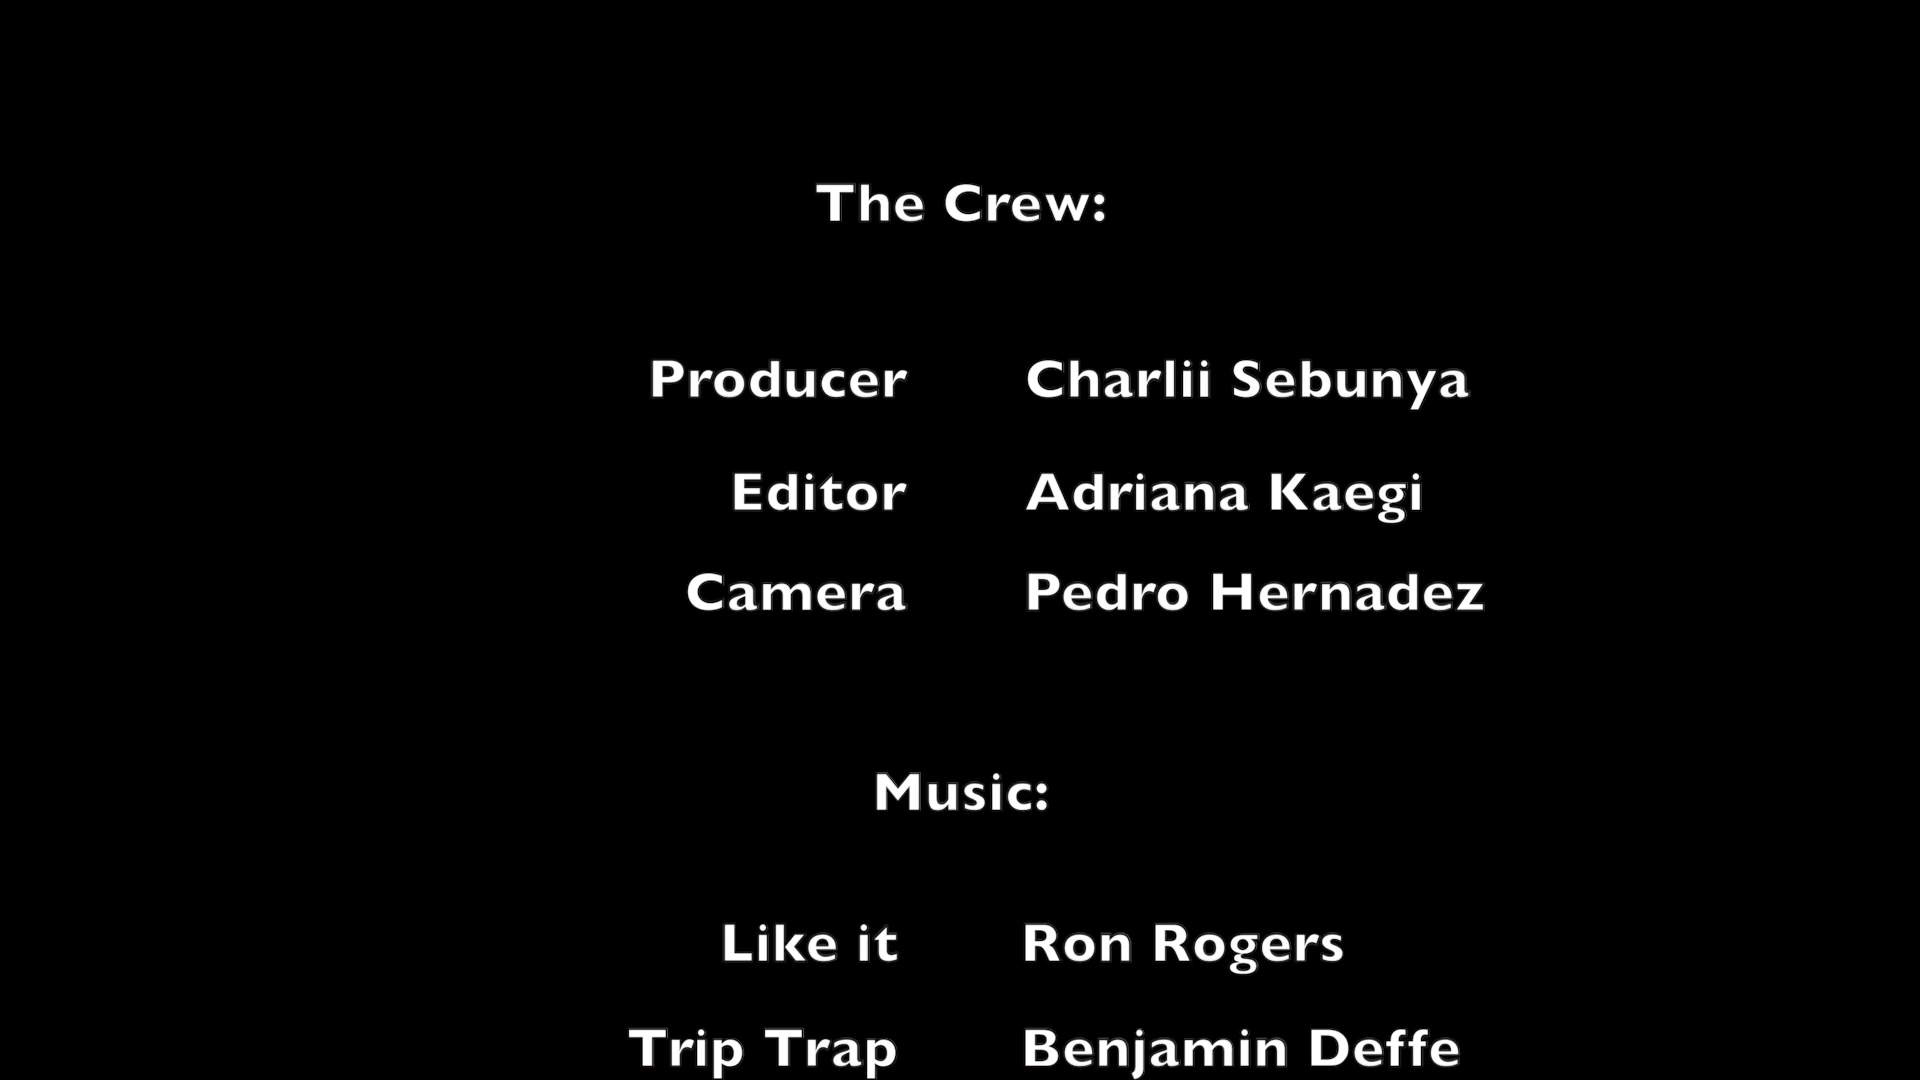 The Crew:
Producer Charlii Sebunya
Editor Adriana Kaegi
Camera Pedro Hernadez
Music:
Like it Ron Rogers
Trip Trap Benjamin Deffe